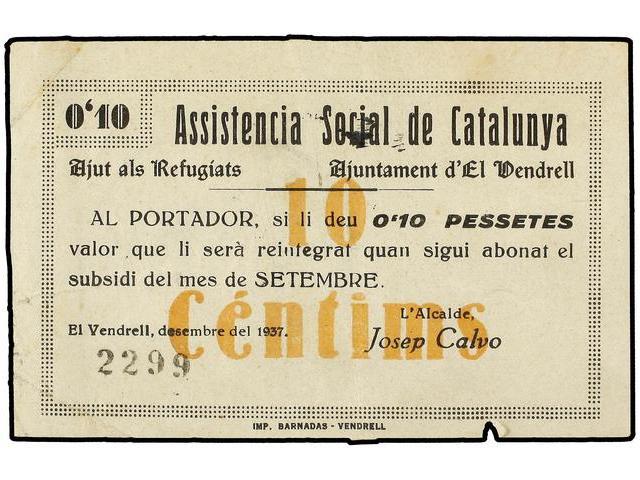 0'10
Assistencia Social de Catalunya
Ajut als Refugiats Ajuntament d'El Vendrell
10
AL PORTADOR, si li deu 0'10 PESSETES
valor que li serà reintegrat quan sigui abonat el
subsidi del mes de SETEMBRE.
Céntims
L'Alcalde,
El Vendrell, desembre del 1937.
Josep Calvo
2299
IMP. BARNADAS - VENDRELL